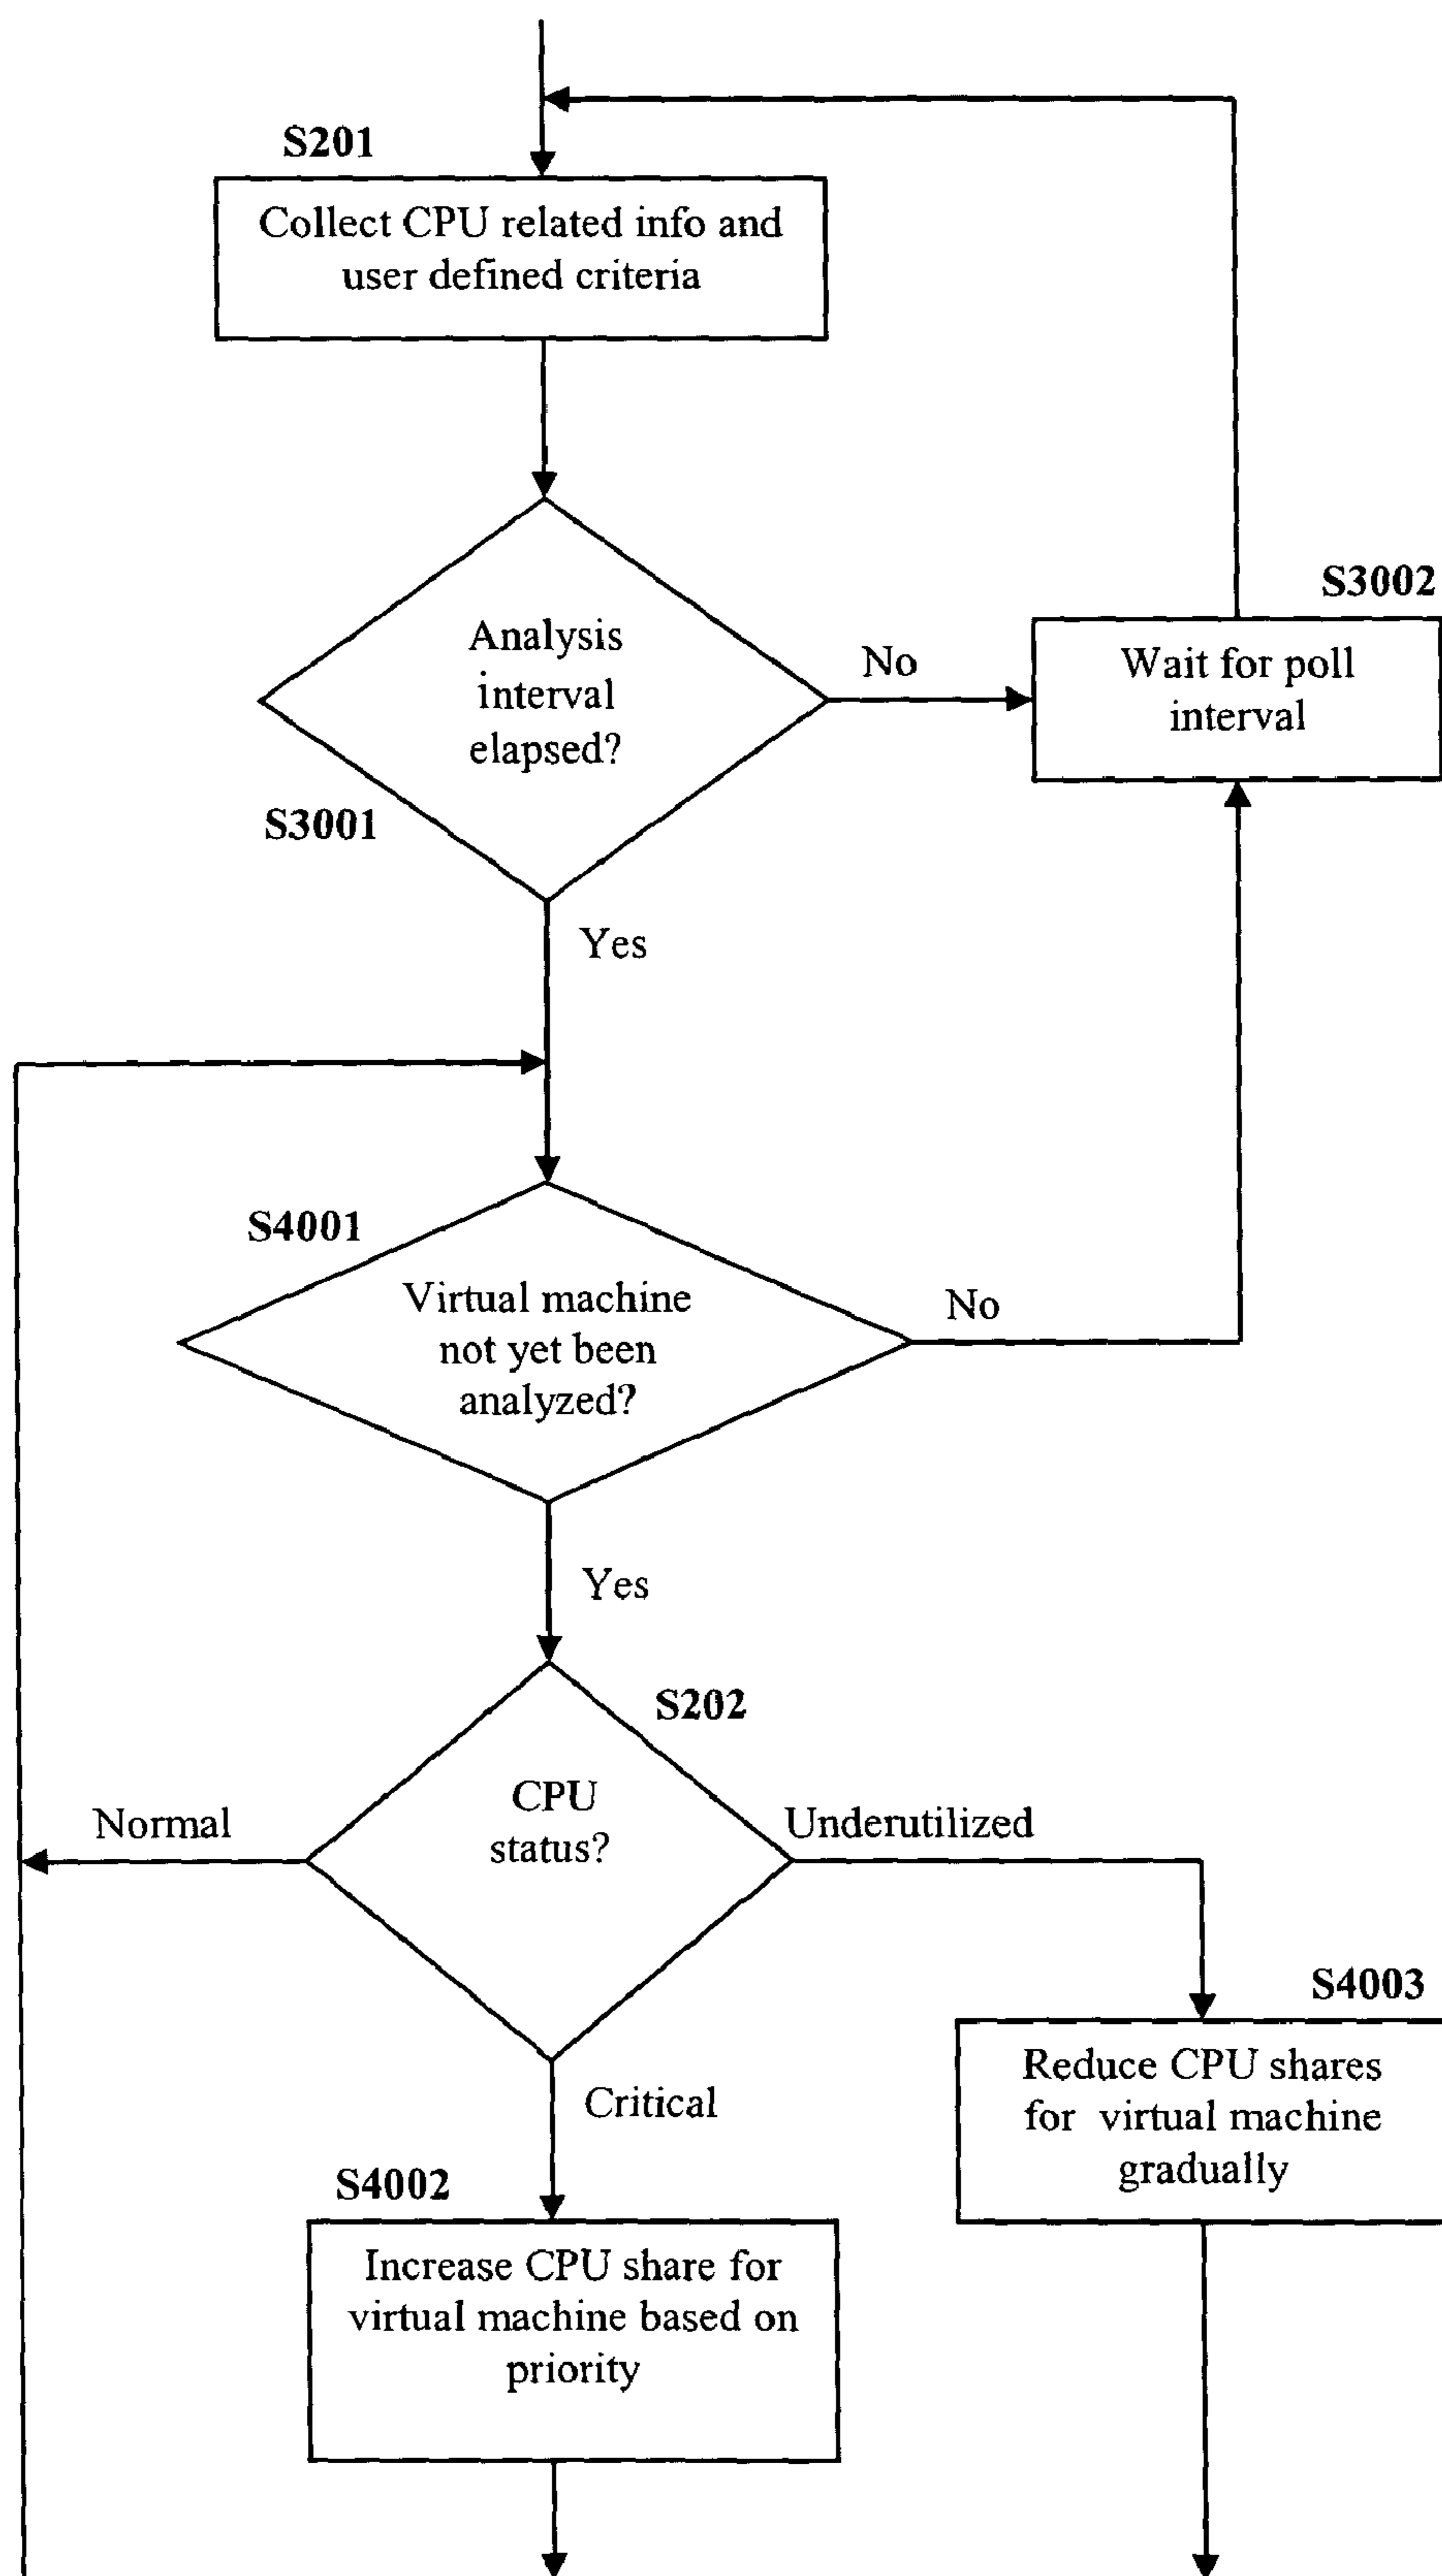 S201
Collect CPU related info and
user defined criteria
S3002
Wait for poll
interval
Analysis
interval
elapsed?
No
S3001
Yes
S4001
Virtual machine
not yet been
analyzed?
No
Yes
S202
CPU
status?
Normal
Underutilized
S4003
Reduce CPU shares
for virtual machine
gradually
Critical
S4002
Increase CPU share for
virtual machine based on
priority